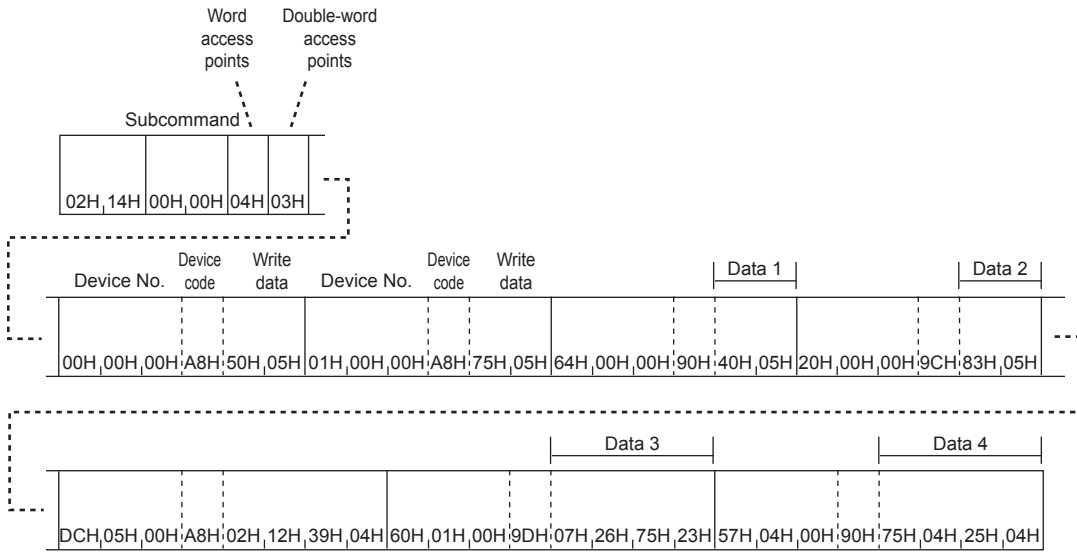 Word access points
Double-word access points
Subcommand
02H 14H 00H 00H 04H 03H
Device No. Device code Write data Device No. Device code Write data Data 1 Data 2
00H 00H 00H A8H 50H 05H 01H 00H 00H A8H 75H 05H 64H 00H 00H 90H 40H 05H 20H 00H 00H 9CH 83H 05H
Data 3 Data 4
DCH 05H 00H A8H 02H 12H 39H 04H 60H 01H 00H 9DH 07H 26H 75H 23H 57H 04H 00H 90H 75H 04H 25H 04H